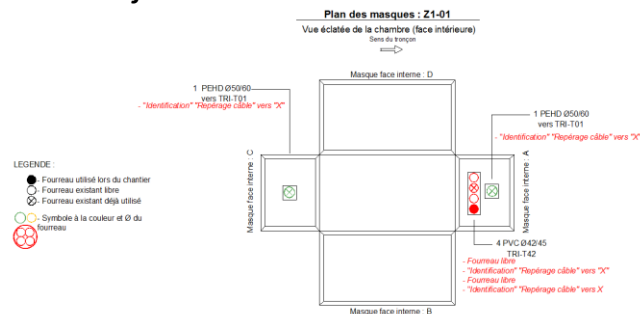 Plan des masques : Z1-01
Vue éclatée de la chambre (face intérieure)
Sens du tronçon
Masque face interne : D
1 PEHD Ø50/60
vers TRI-T01
- "Identification" "Repérage câble" vers "X"
1 PEHD Ø50/60
vers TRI-T01
- "Identification" "Repérage câble" vers "X"
Masque face interne : C
Masque face interne : A
LEGENDE :
- Fourreau utilisé lors du chantier
- Fourreau existant libre
- Fourreau existant déjà utilisé
- Symbole à la couleur et Ø du
fourreau
4 PVC Ø42/45
TRI-T42
- Fourreau libre
- "Identification" "Repérage câble" vers "X"
- Fourreau libre
- "Identification" "Repérage câble" vers X
Masque face interne : B